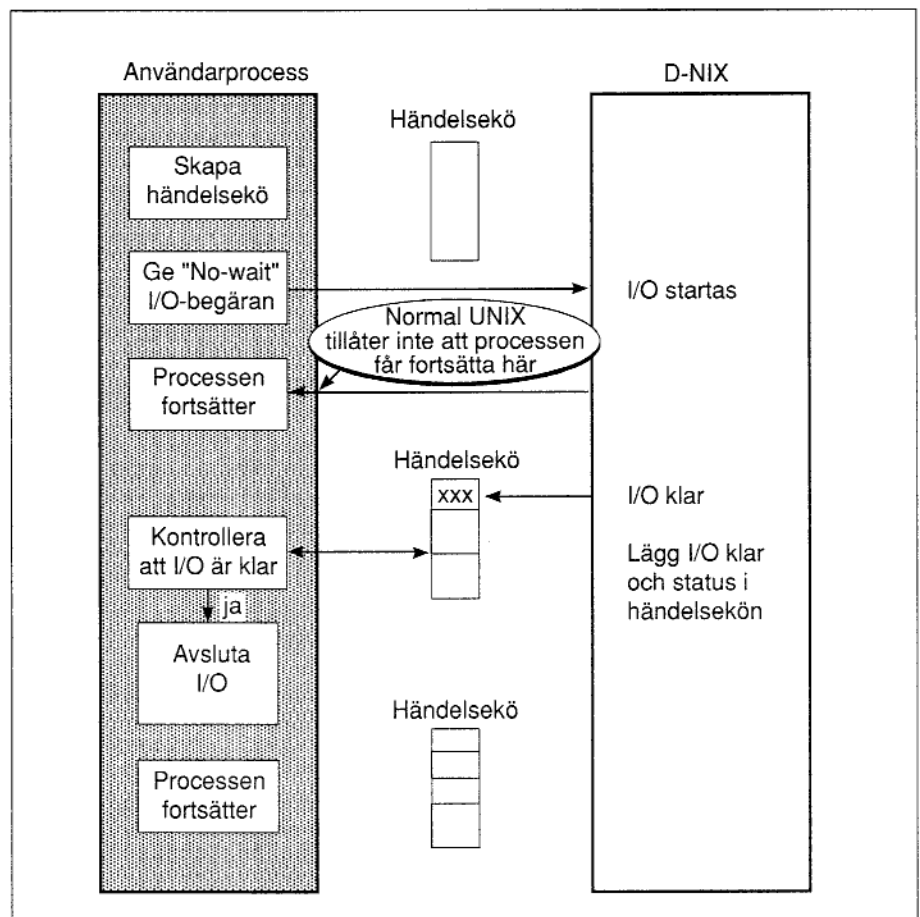 Användarprocess
D-NIX
Händelsekö
Skapa
händelsekö
Ge "No-wait"
I/O-begäran
I/O startas
Normal UNIX
tillåter inte att processen
får fortsätta här
Processen
fortsätter
Händelsekö
xxx
I/O klar
Kontrollera
att I/O är klar
Lägg I/O klar
och status i
händelsekön
ja
Avsluta
I/O
Händelsekö
Processen
fortsätter